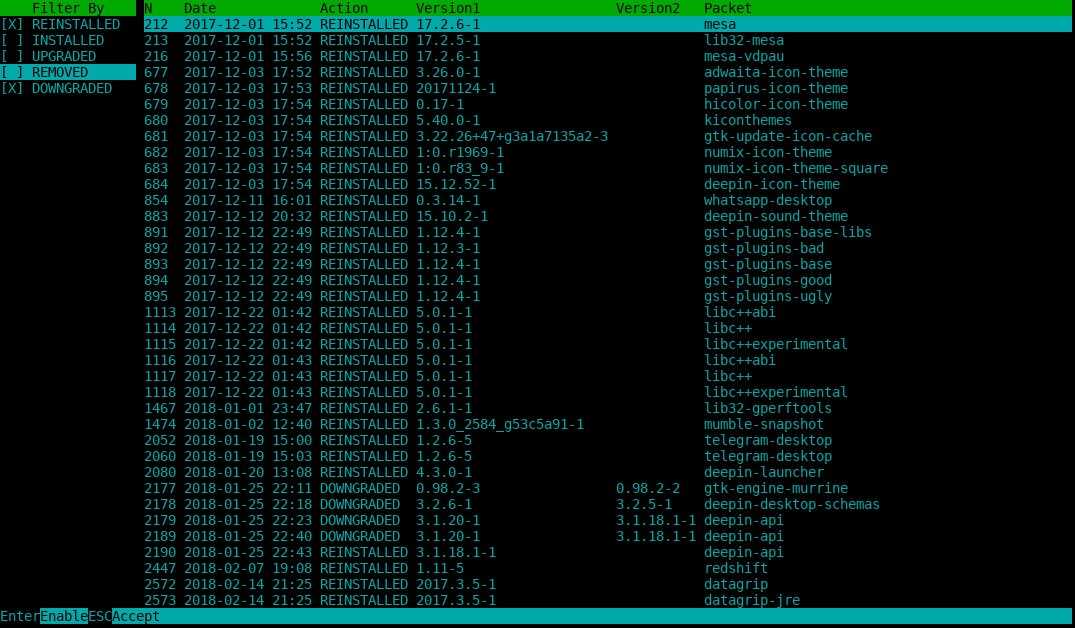 Filter By N Date Action Version1 Version2 Packet
[X] REINSTALLED 212 2017-12-01 15:52 REINSTALLED 17.2.6-1 mesa
[ ] INSTALLED 213 2017-12-01 15:52 REINSTALLED 17.2.5-1 lib32-mesa
[ ] UPGRADED 216 2017-12-01 15:56 REINSTALLED 17.2.6-1 mesa-vdpau
[ ] REMOVED 677 2017-12-03 17:52 REINSTALLED 3.26.0-1 adwaita-icon-theme
[X] DOWNGRADED 678 2017-12-03 17:53 REINSTALLED 20171124-1 papirus-icon-theme
679 2017-12-03 17:54 REINSTALLED 0.17-1 hicolor-icon-theme
680 2017-12-03 17:54 REINSTALLED 5.40.0-1 kiconthemes
681 2017-12-03 17:54 REINSTALLED 3.22.26+47+g3a1a7135a2-3 gtk-update-icon-cache
682 2017-12-03 17:54 REINSTALLED 1:0.r1969-1 numix-icon-theme
683 2017-12-03 17:54 REINSTALLED 1:0.r83_9-1 numix-icon-theme-square
684 2017-12-03 17:54 REINSTALLED 15.12.52-1 deepin-icon-theme
854 2017-12-11 16:01 REINSTALLED 0.3.14-1 whatsapp-desktop
883 2017-12-12 20:32 REINSTALLED 15.10.2-1 deepin-sound-theme
891 2017-12-12 22:49 REINSTALLED 1.12.4-1 gst-plugins-base-libs
892 2017-12-12 22:49 REINSTALLED 1.12.3-1 gst-plugins-bad
893 2017-12-12 22:49 REINSTALLED 1.12.4-1 gst-plugins-base
894 2017-12-12 22:49 REINSTALLED 1.12.4-1 gst-plugins-good
895 2017-12-12 22:49 REINSTALLED 1.12.4-1 gst-plugins-ugly
1113 2017-12-22 01:42 REINSTALLED 5.0.1-1 libc++abi
1114 2017-12-22 01:42 REINSTALLED 5.0.1-1 libc++
1115 2017-12-22 01:42 REINSTALLED 5.0.1-1 libc++experimental
1116 2017-12-22 01:43 REINSTALLED 5.0.1-1 libc++abi
1117 2017-12-22 01:43 REINSTALLED 5.0.1-1 libc++
1118 2017-12-22 01:43 REINSTALLED 5.0.1-1 libc++experimental
1467 2018-01-01 23:47 REINSTALLED 2.6.1-1 lib32-gperftools
1474 2018-01-02 12:40 REINSTALLED 1.3.0_2584_g53c5a91-1 mumble-snapshot
2052 2018-01-19 15:00 REINSTALLED 1.2.6-5 telegram-desktop
2060 2018-01-19 15:03 REINSTALLED 1.2.6-5 telegram-desktop
2080 2018-01-20 13:08 REINSTALLED 4.3.0-1 deepin-launcher
2177 2018-01-25 22:11 DOWNGRADED 0.98.2-3 0.98.2-2 gtk-engine-murrine
2178 2018-01-25 22:18 DOWNGRADED 3.2.6-1 3.2.5-1 deepin-desktop-schemas
2179 2018-01-25 22:23 DOWNGRADED 3.1.20-1 3.1.18.1-1 deepin-api
2189 2018-01-25 22:40 DOWNGRADED 3.1.20-1 3.1.18.1-1 deepin-api
2190 2018-01-25 22:43 REINSTALLED 3.1.18.1-1 deepin-api
2447 2018-02-07 19:08 REINSTALLED 1.11-5 redshift
2572 2018-02-14 21:25 REINSTALLED 2017.3.5-1 datagrip
2573 2018-02-14 21:25 REINSTALLED 2017.3.5-1 datagrip-jre
EnterEnableESCAccept